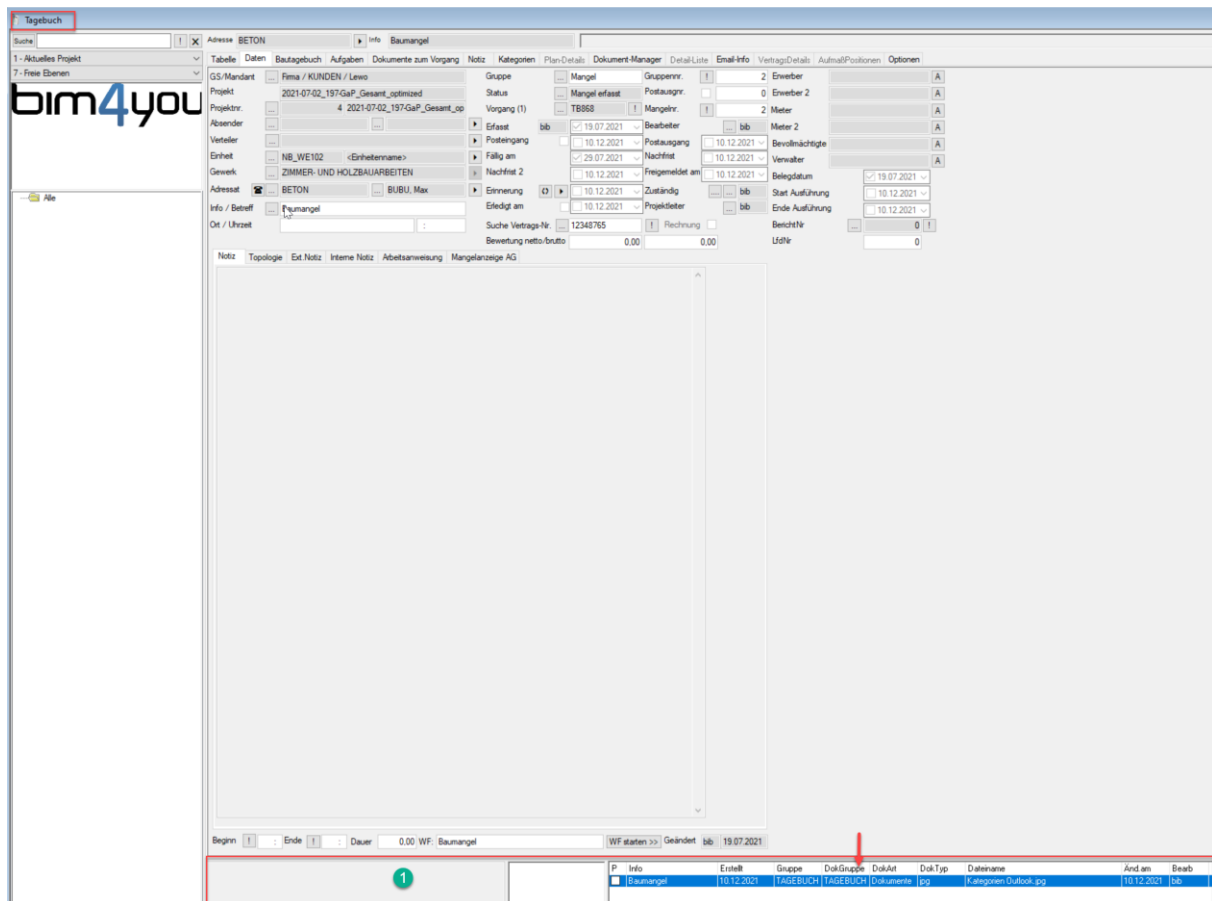 Tagebuch
Suche ! X Adresse BETON Info Baumangel
1 - Aktuelles Projekt
7 - Freie Ebenen
bim4you
Alle
Tabelle Daten Bautagebuch Aufgaben Dokumente zum Vorgang Notiz Kategorien Plan-Details Dokument-Manager Detail-Liste Email-Info VertragsDetails AufmaßPositionen Optionen
GS/Mandant ... Firma / KUNDEN / Lewo Gruppe ... Mangel Gruppennr. ! 2 Erwerber A
Projekt 2021-07-02_197-GaP_Gesamt_optimized Status ... Mangel erfasst Postausgnr. 0 Erwerber 2 A
Projektnr. ... 4 2021-07-02_197-GaP_Gesamt_op Vorgang (1) ... TB868 ! Mangelnr. ! 2 Meter A
Absender ... ... Erfasst bib 19.07.2021 Bearbeiter ... bib Meter 2 A
Verteiler ... Posteingang 10.12.2021 Postausgang 10.12.2021 Bevollmächtigte A
Einheit ... NB_WE102 <Einheitenname> Fällig am 29.07.2021 Nachfrist 10.12.2021 Verwalter A
Gewerk ... ZIMMER- UND HOLZBAUARBEITEN Nachfrist 2 10.12.2021 Freigemeldet am 10.12.2021 Belegdatum 19.07.2021
Adressat ... BETON ... BUBU, Max Erinnerung 10.12.2021 Zuständig ... ... bib Start Ausführung 10.12.2021
Info / Betreff ... Baumangel Erledigt am 10.12.2021 Projektleiter ... bib Ende Ausführung 10.12.2021
Ort / Uhrzeit : Suche Vertrags-Nr. ... 12348765 ! Rechnung BerichtNr ... 0 !
Bewertung netto/brutto 0,00 0,00 LfdNr 0
Notiz Topologie Ext.Notiz Interne Notiz Arbeitsanweisung Mangelanzeige AG
Beginn ! : Ende ! : Dauer 0.00 WF: Baumangel WF starten >> Geändert bib 19.07.2021
1
P Info Erstellt Gruppe DokGruppe DokArt DokTyp Dateiname Änd.am Bearb
Baumangel 10.12.2021 TAGEBUCH TAGEBUCH Dokumente jpg Kategorien Outlook.jpg 10.12.2021 bib